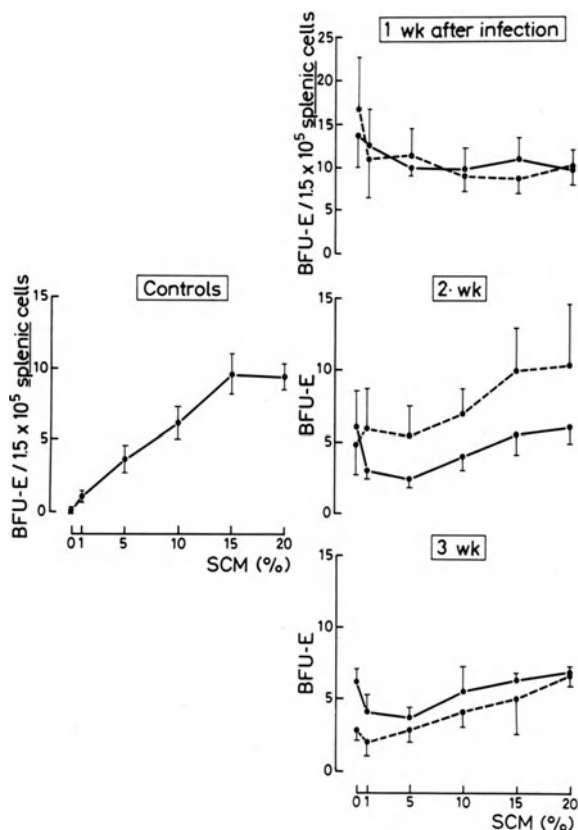 1 wk after infection
25
20
15
10
5
0
BFU-E / 1.5 x 10⁵ splenic cells
Controls
15
10
5
0
BFU-E / 1.5 x 10⁵ splenic cells
0 1 5 10 15 20
SCM (%)
2· wk
15
10
5
0
BFU-E
3 wk
15
10
5
0
BFU-E
0 1 5 10 15 20
SCM (%)